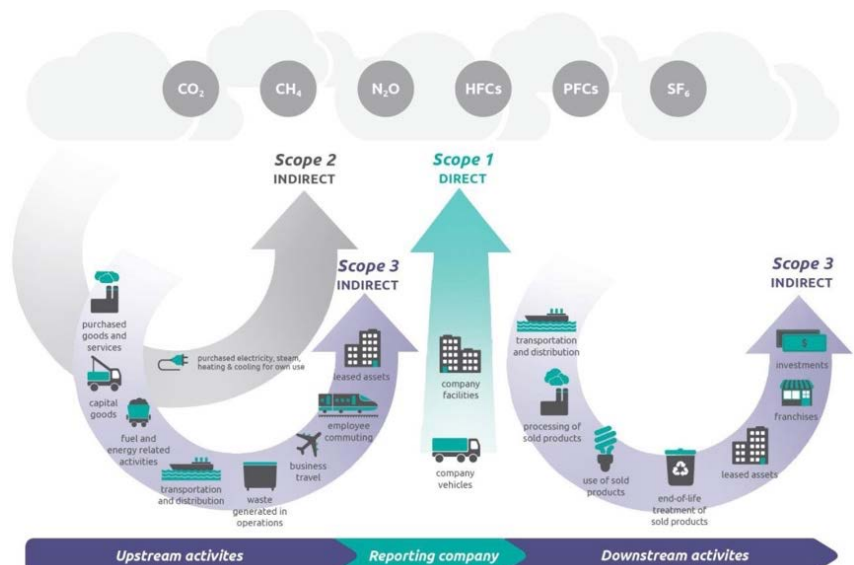 CO₂
CH₄
N₂O
HFCs
PFCs
SF₆
Scope 2
INDIRECT
Scope 1
DIRECT
Scope 3
INDIRECT
Scope 3
INDIRECT
purchased
goods and
services
capital
goods
fuel and
energy related
activities
transportation
and distribution
waste
generated in
operations
business
travel
employee
commuting
leased assets
purchased electricity, steam,
heating & cooling for own use
company
facilities
company
vehicles
transportation
and distribution
processing of
sold products
use of sold
products
end-of-life
treatment of
sold products
leased assets
franchises
$
investments
Upstream activites
Reporting company
Downstream activites